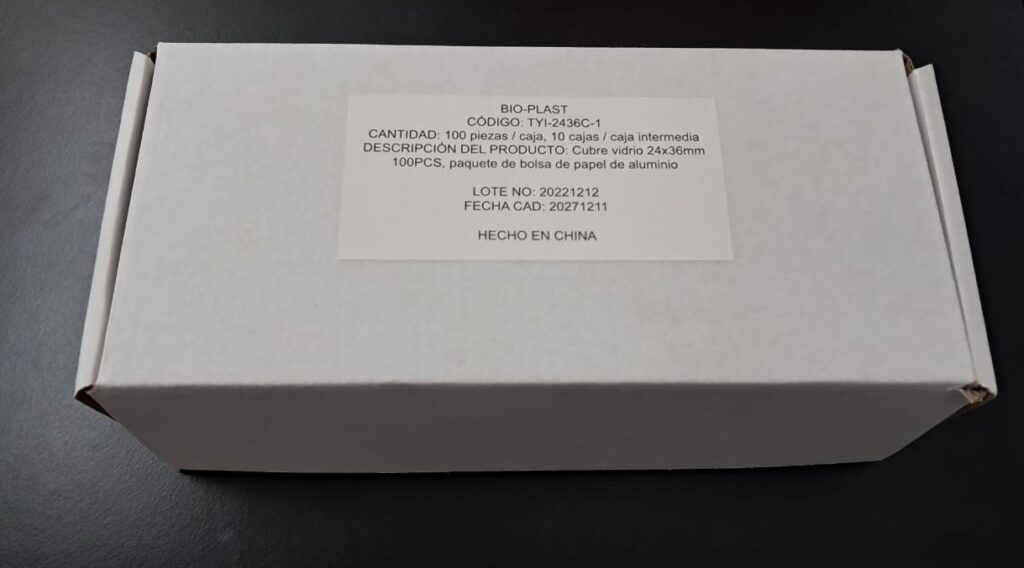 BIO-PLAST
CÓDIGO: TYI-2436C-1
CANTIDAD: 100 piezas / caja, 10 cajas / caja intermedia
DESCRIPCIÓN DEL PRODUCTO: Cubre vidrio 24x36mm
100PCS, paquete de bolsa de papel de aluminio
LOTE NO: 20221212
FECHA CAD: 20271211
HECHO EN CHINA